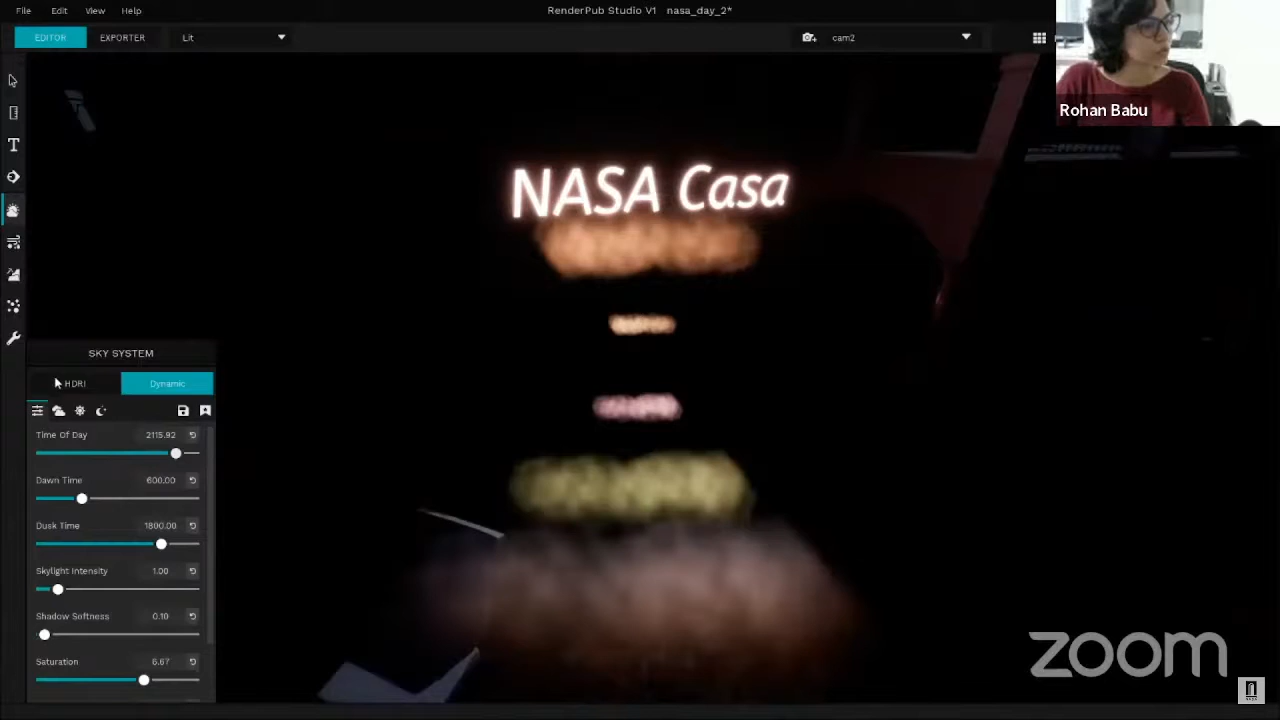 File Edit View Help
RenderPub Studio V1 nasa_day_2*
EDITOR EXPORTER Lit cam2
Rohan Babu
T
NASA Casa
SKY SYSTEM
HDRI Dynamic
Time Of Day 2115.92
Dawn Time 600.00
Dusk Time 1800.00
Skylight Intensity 1.00
Shadow Softness 0.10
Saturation 6.67
zoom